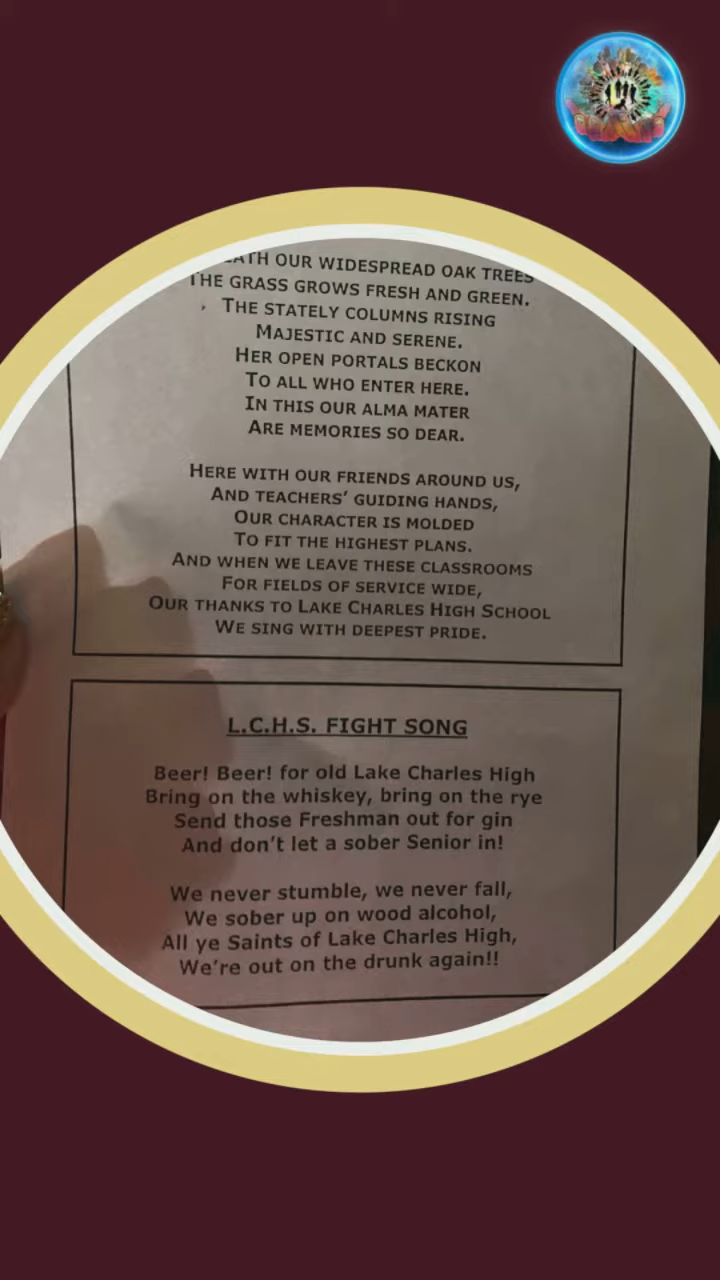 OUR WIDESPREAD OAK TREES
THE GRASS GROWS FRESH AND GREEN.
THE STATELY COLUMNS RISING
MAJESTIC AND SERENE.
HER OPEN PORTALS BECKON
TO ALL WHO ENTER HERE.
IN THIS OUR ALMA MATER
ARE MEMORIES SO DEAR.
HERE WITH OUR FRIENDS AROUND US,
AND TEACHERS’ GUIDING HANDS,
OUR CHARACTER IS MOLDED
TO FIT THE HIGHEST PLANS.
AND WHEN WE LEAVE THESE CLASSROOMS
FOR FIELDS OF SERVICE WIDE,
OUR THANKS TO LAKE CHARLES HIGH SCHOOL
WE SING WITH DEEPEST PRIDE.
L.C.H.S. FIGHT SONG
Beer! Beer! for old Lake Charles High
Bring on the whiskey, bring on the rye
Send those Freshman out for gin
And don’t let a sober Senior in!
We never stumble, we never fall,
We sober up on wood alcohol,
All ye Saints of Lake Charles High,
We’re out on the drunk again!!